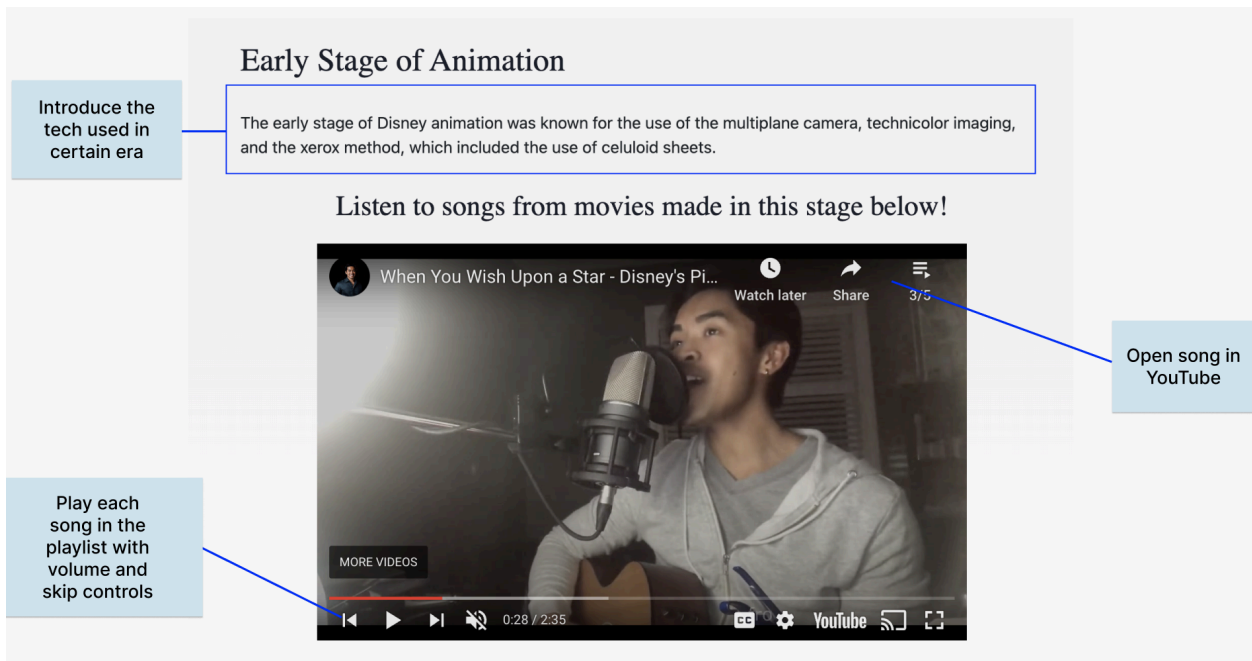 Early Stage of Animation
Introduce the
tech used in
certain era
The early stage of Disney animation was known for the use of the multiplane camera, technicolor imaging,
and the xerox method, which included the use of celuloid sheets.
Listen to songs from movies made in this stage below!
When You Wish Upon a Star - Disney's Pi...
Watch later
Share
3/5
Open song in
YouTube
Play each
song in the
playlist with
volume and
skip controls
MORE VIDEOS
0:28 / 2:35
CC
YouTube